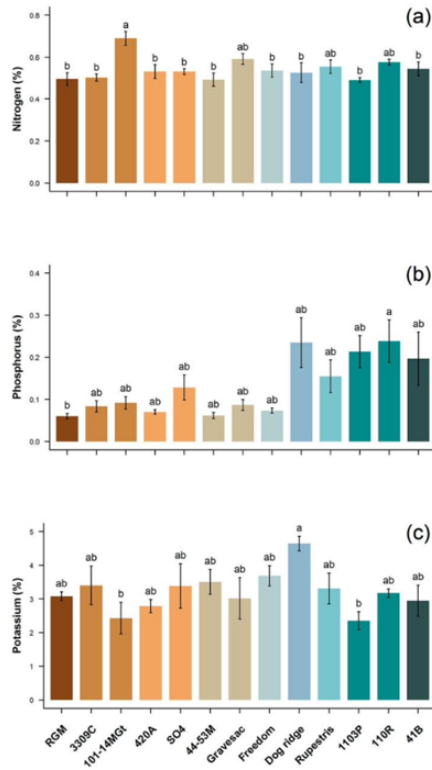 (a)
Nitrogen (%)
0.8
0.6
0.4
0.2
0.0
b b a b b b ab b b ab b ab b
(b)
Phosphorus (%)
0.4
0.3
0.2
0.1
0.0
b ab ab ab ab ab ab ab ab ab ab a ab
(c)
Potassium (%)
5
4
3
2
1
0
ab ab b ab ab ab ab ab a ab b ab ab
RGM 3309C 101-14MGt 420A SO4 44-53M Gravesac Freedom Dog ridge Rupestris 1103P 110R 41B